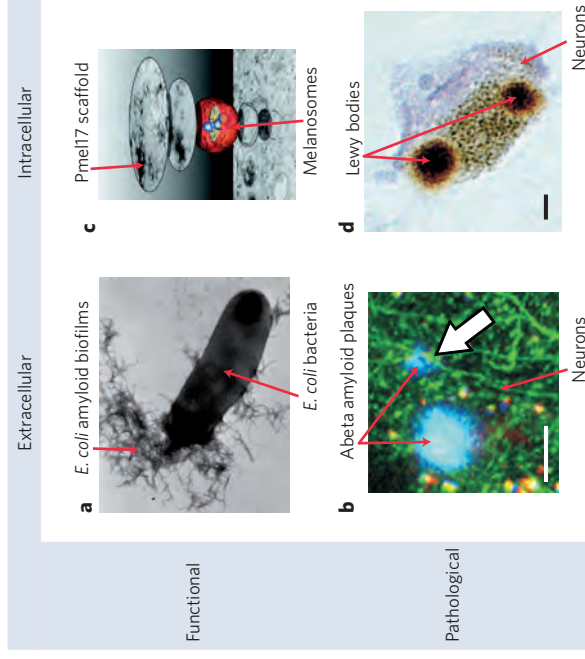 Extracellular
Intracellular
Functional
a
E. coli amyloid biofilms
E. coli bacteria
c
Pmel17 scaffold
Melanosomes
Pathological
b
Abeta amyloid plaques
Neurons
d
Lewy bodies
Neurons